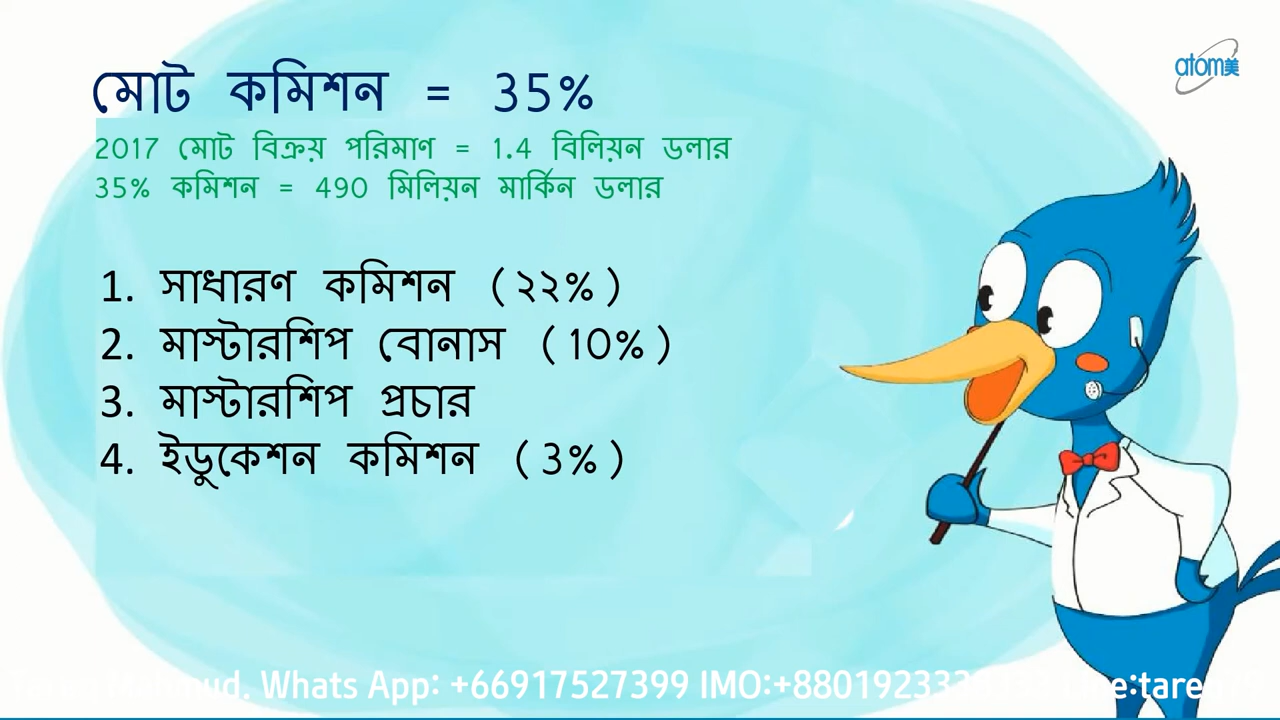 মোট কমিশন = 35%
atom美
2017 মোট বিক্রয় পরিমাণ = 1.4 বিলিয়ন ডলার
35% কমিশন = 490 মিলিয়ন মার্কিন ডলার
1. সাধারণ কমিশন (২২%)
2. মাস্টারশিপ বোনাস (10%)
3. মাস্টারশিপ প্রচার
4. ইডুকেশন কমিশন (3%)
Whats App: +66917527399 IMO:+8801923